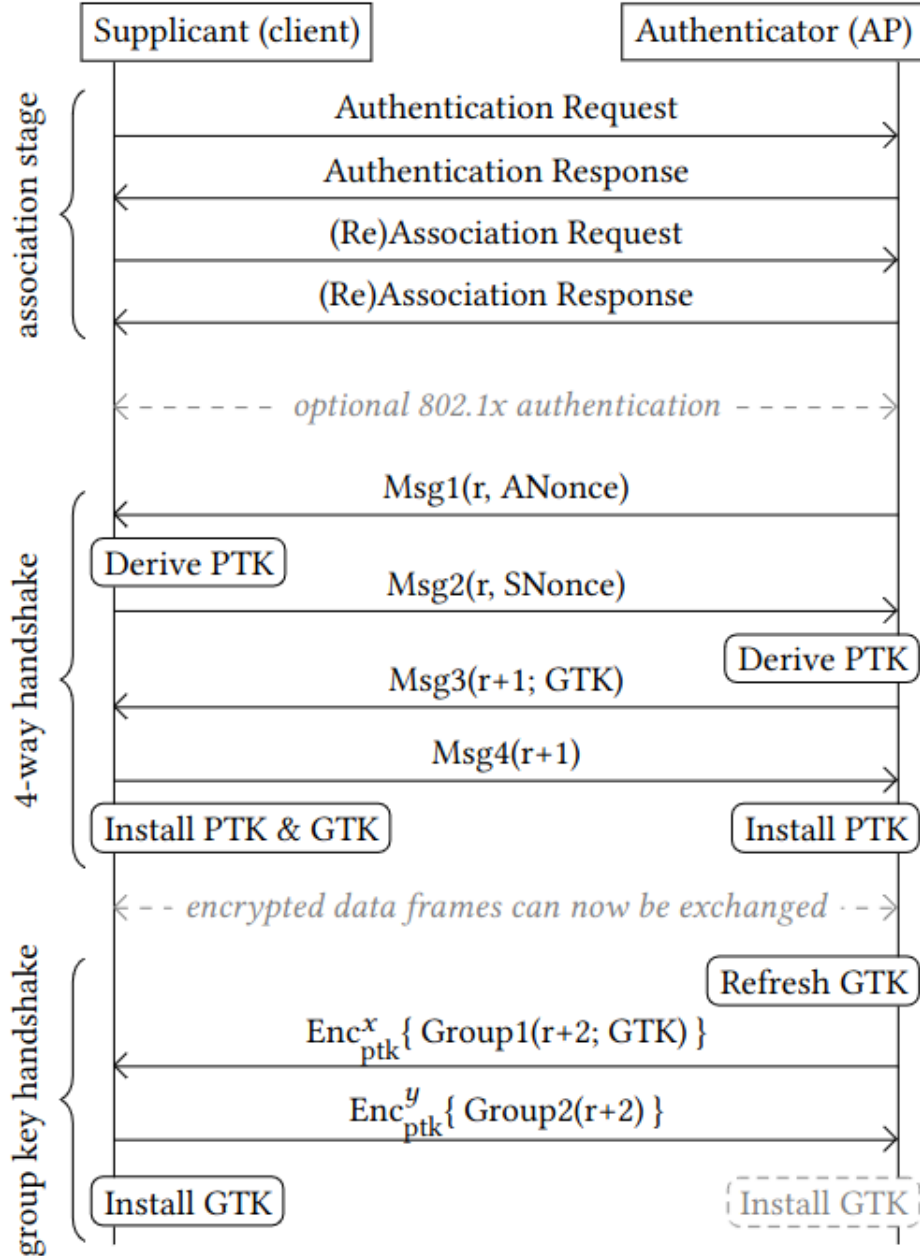 Supplicant (client)
Authenticator (AP)
association stage
Authentication Request
Authentication Response
(Re)Association Request
(Re)Association Response
optional 802.1x authentication
4-way handshake
Msg1(r, ANonce)
Derive PTK
Msg2(r, SNonce)
Derive PTK
Msg3(r+1; GTK)
Msg4(r+1)
Install PTK & GTK
Install PTK
encrypted data frames can now be exchanged
group key handshake
Refresh GTK
Enc^x_ptk{ Group1(r+2; GTK) }
Enc^y_ptk{ Group2(r+2) }
Install GTK
Install GTK